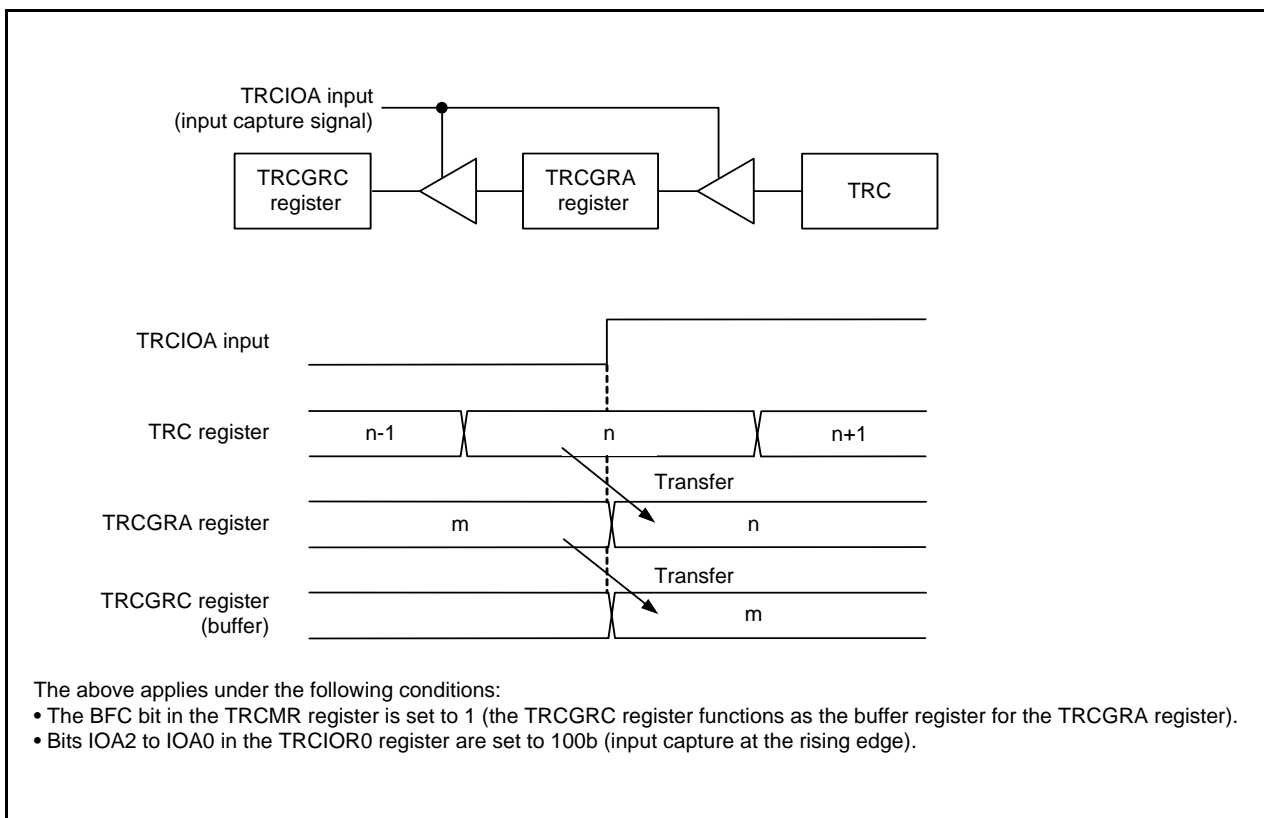 TRCIOA input
(input capture signal)
TRCGRC
register
TRCGRA
register
TRC
TRCIOA input
TRC register
n-1
n
n+1
Transfer
TRCGRA register
m
n
Transfer
TRCGRC register
(buffer)
m
The above applies under the following conditions:
• The BFC bit in the TRCMR register is set to 1 (the TRCGRC register functions as the buffer register for the TRCGRA register).
• Bits IOA2 to IOA0 in the TRCIOR0 register are set to 100b (input capture at the rising edge).